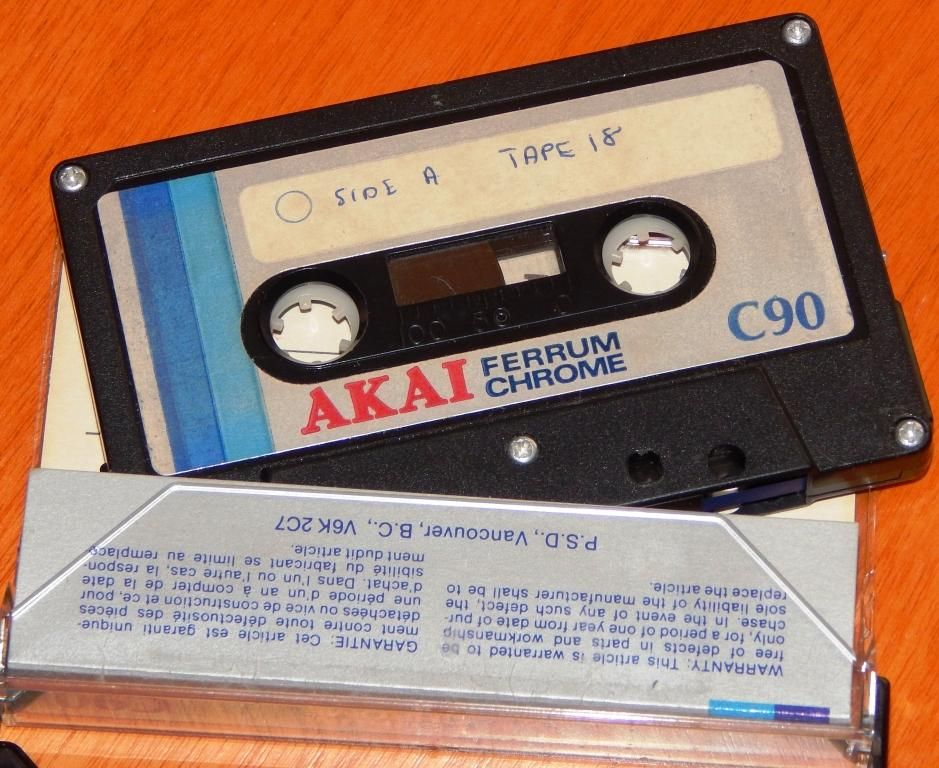 SIDE A TAPE 18
100 50 0
AKAI FERRUM
CHROME
C90
WARRANTY: This article is warranted to be
free of defects in parts and workmanship
only, for a period of one year from date of pur-
chase. In the event of any such defect, the
sole liability of the manufacturer shall be to
replace the article.
GARANTIE: Cet article est garanti unique-
ment contre toute défectuosité des pièces
détachées ou vice de construction et ce, pour
une période d'un an à compter de la date
d'achat. Dans l'un ou l'autre cas, la respon-
sibilité du fabricant se limite au remplace
ment dudit article.
P.S.D., Vancouver, B.C., V6K 2C7